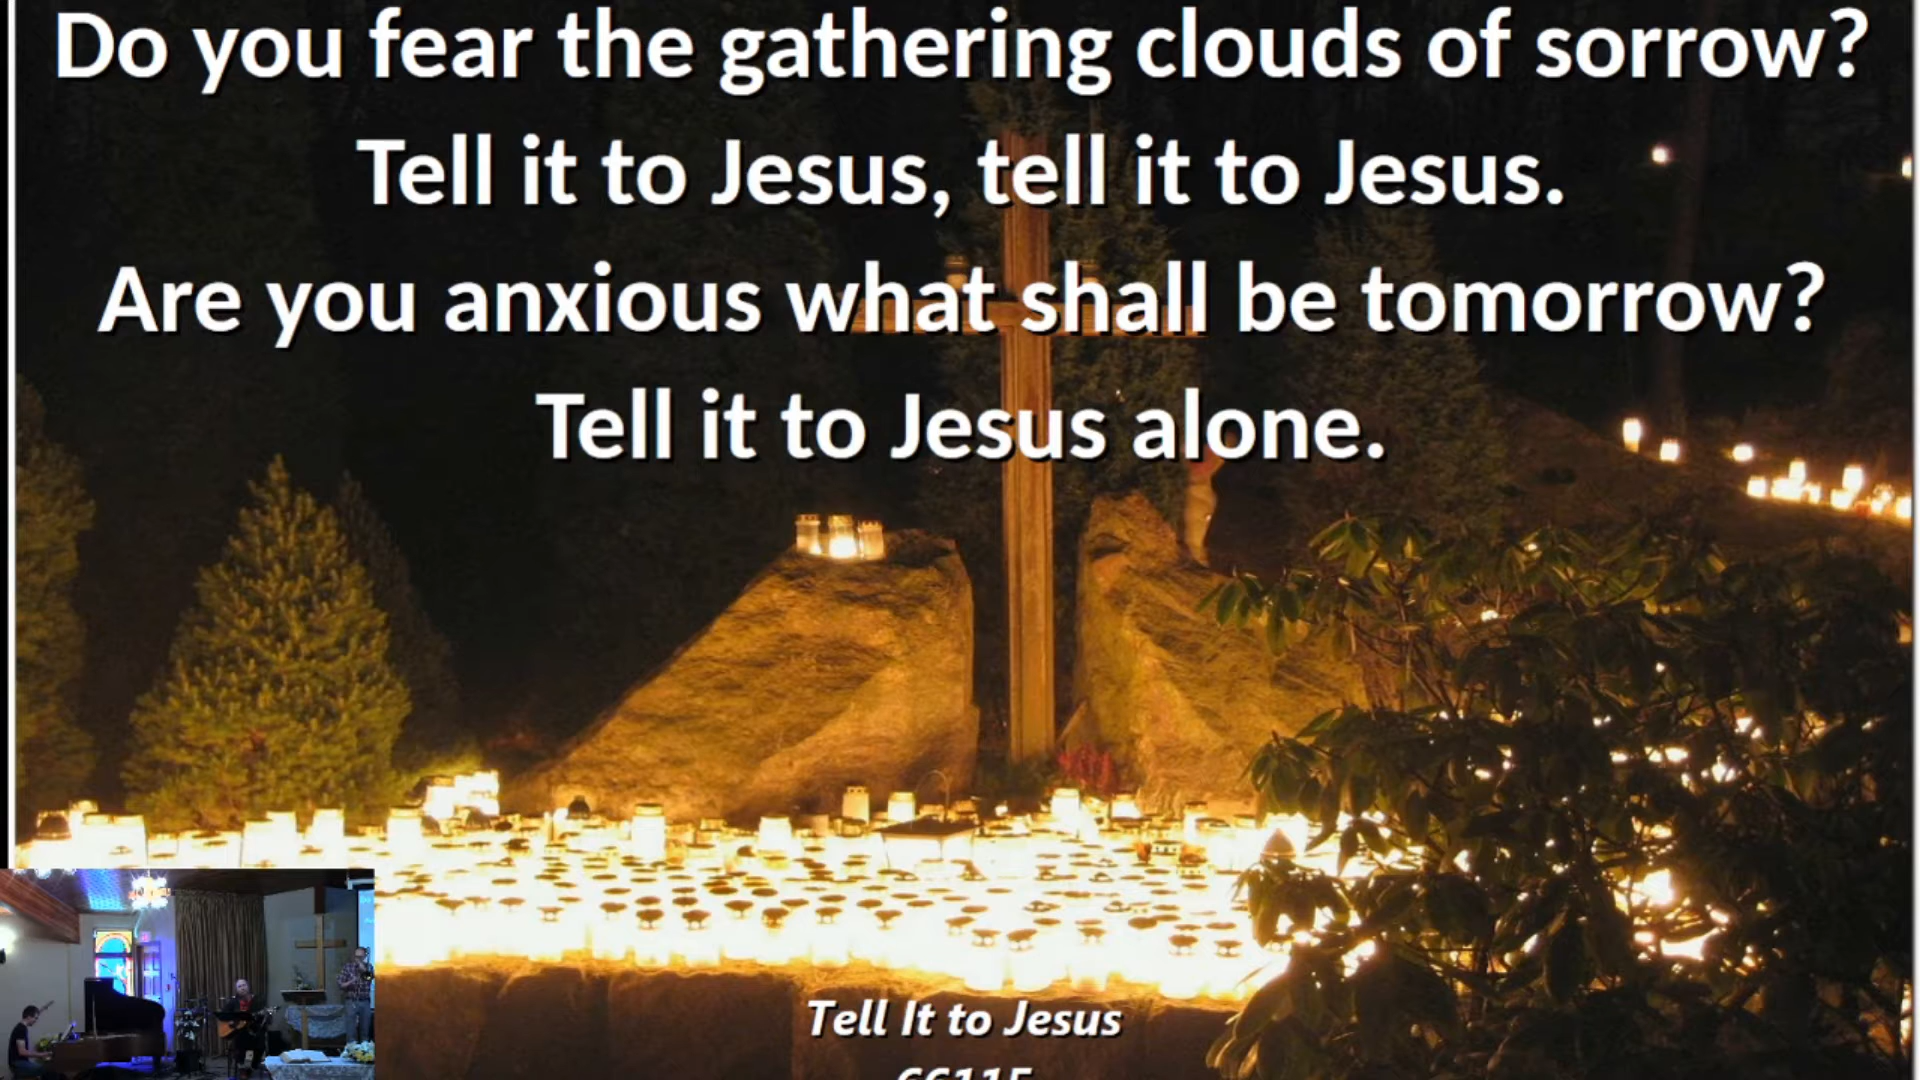 Do you fear the gathering clouds of sorrow?
Tell it to Jesus, tell it to Jesus.
Are you anxious what shall be tomorrow?
Tell it to Jesus alone.
Tell It to Jesus